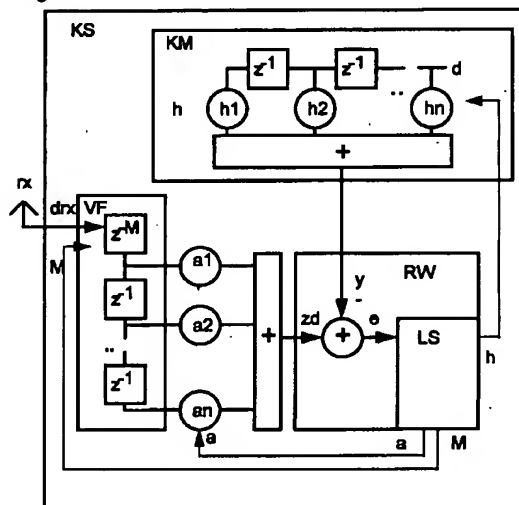 KS
KM
z-1 z-1 d
h h1 h2 .. hn
+
rx drx VF
M z-M
a1
z-1
a2
..
z-1
an
a
+
RW
y
-
zd + e LS
h
a M